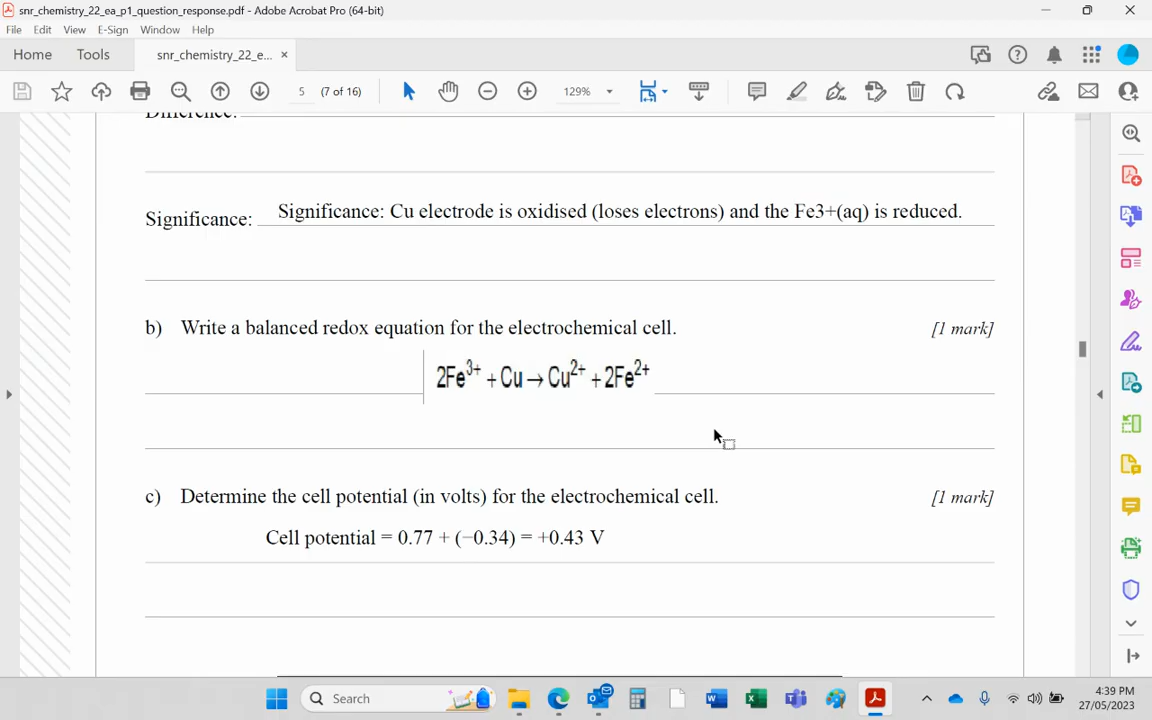 snr_chemistry_22_ea_p1_question_response.pdf - Adobe Acrobat Pro (64-bit)
File Edit View E-Sign Window Help
Home Tools snr_chemistry_22_e... ×
5 (7 of 16) 129%
Difference:
Significance: Significance: Cu electrode is oxidised (loses electrons) and the Fe3+(aq) is reduced.
b) Write a balanced redox equation for the electrochemical cell. [1 mark]
2Fe³⁺ + Cu → Cu²⁺ + 2Fe²⁺
c) Determine the cell potential (in volts) for the electrochemical cell. [1 mark]
Cell potential = 0.77 + (−0.34) = +0.43 V
Search
4:39 PM
27/05/2023